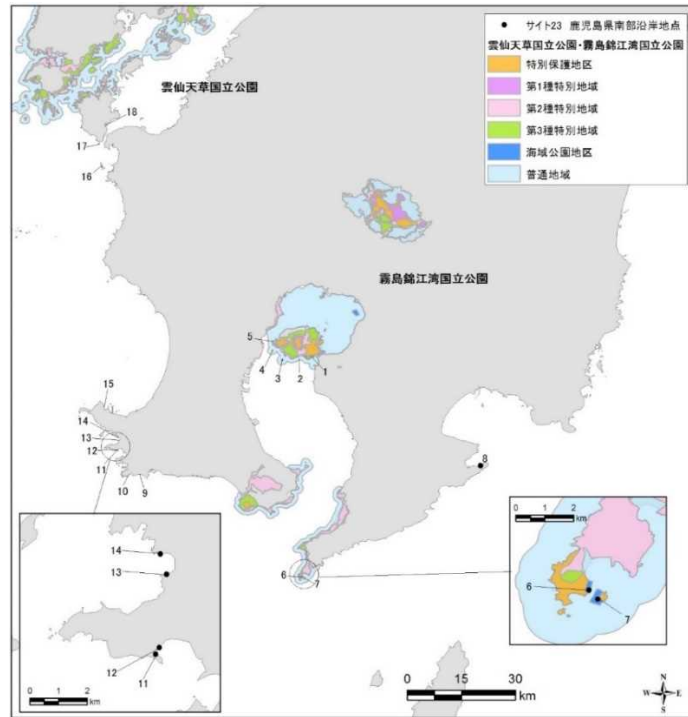 サイト23 鹿児島県南部沿岸地点
雲仙天草国立公園・霧島錦江湾国立公園
特別保護地区
第1種特別地域
第2種特別地域
第3種特別地域
海域公園地区
普通地域
雲仙天草国立公園
18
17
16
霧島錦江湾国立公園
5
4
3
2
1
15
14
13
12
11
10
9
8
6
7
14
13
12
11
0 1 2
km
0 1 2
km
6
7
0 15 30
km
N
W E
S